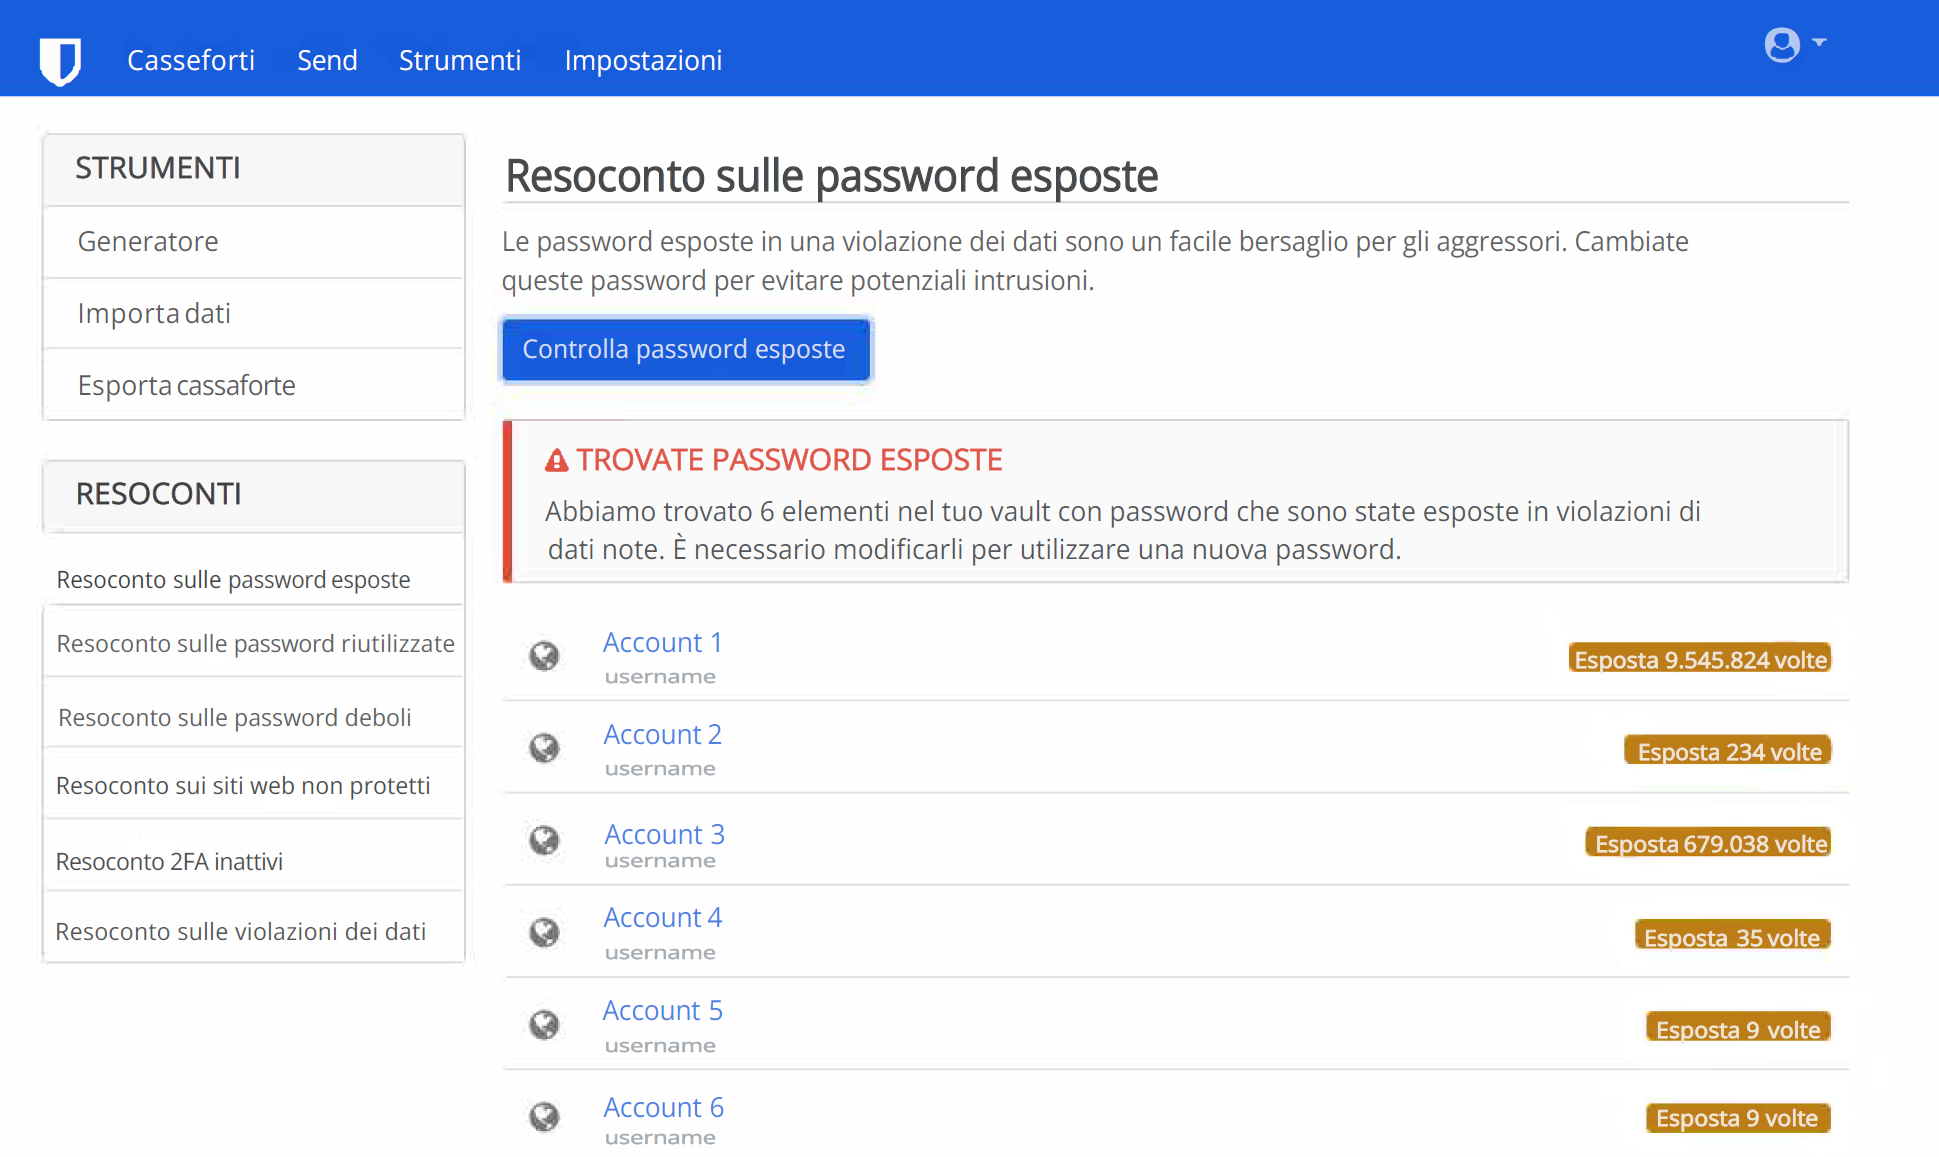 Casseforti Send Strumenti Impostazioni
STRUMENTI
Generatore
Importa dati
Esporta cassaforte
RESOCONTI
Resoconto sulle password esposte
Resoconto sulle password riutilizzate
Resoconto sulle password deboli
Resoconto sui siti web non protetti
Resoconto 2FA inattivi
Resoconto sulle violazioni dei dati
Resoconto sulle password esposte
Le password esposte in una violazione dei dati sono un facile bersaglio per gli aggressori. Cambiate
queste password per evitare potenziali intrusioni.
Controlla password esposte
TROVATE PASSWORD ESPOSTE
Abbiamo trovato 6 elementi nel tuo vault con password che sono state esposte in violazioni di
dati note. È necessario modificarli per utilizzare una nuova password.
Account 1
username
Esposta 9.545.824 volte
Account 2
username
Esposta 234 volte
Account 3
username
Esposta 679.038 volte
Account 4
username
Esposta 35 volte
Account 5
username
Esposta 9 volte
Account 6
username
Esposta 9 volte